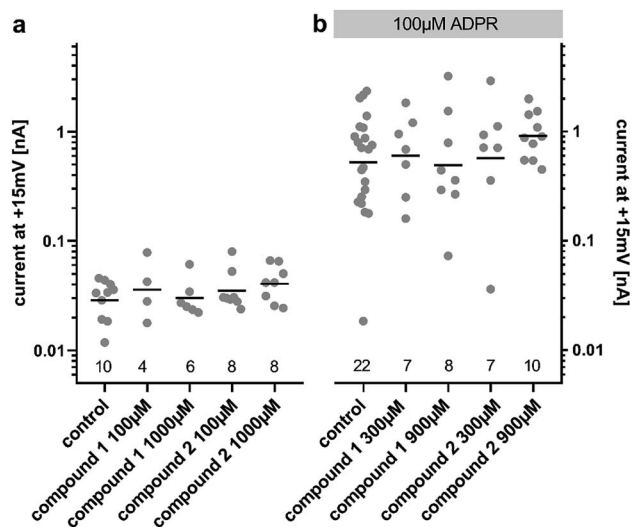 a
b
100µM ADPR
current at +15mV [nA]
1
0.1
0.01
10
4
6
8
8
control
compound 1 100µM
compound 1 1000µM
compound 2 100µM
compound 2 1000µM
22
7
8
7
10
control
compound 1 300µM
compound 1 900µM
compound 2 300µM
compound 2 900µM
1
0.1
0.01
current at +15mV [nA]